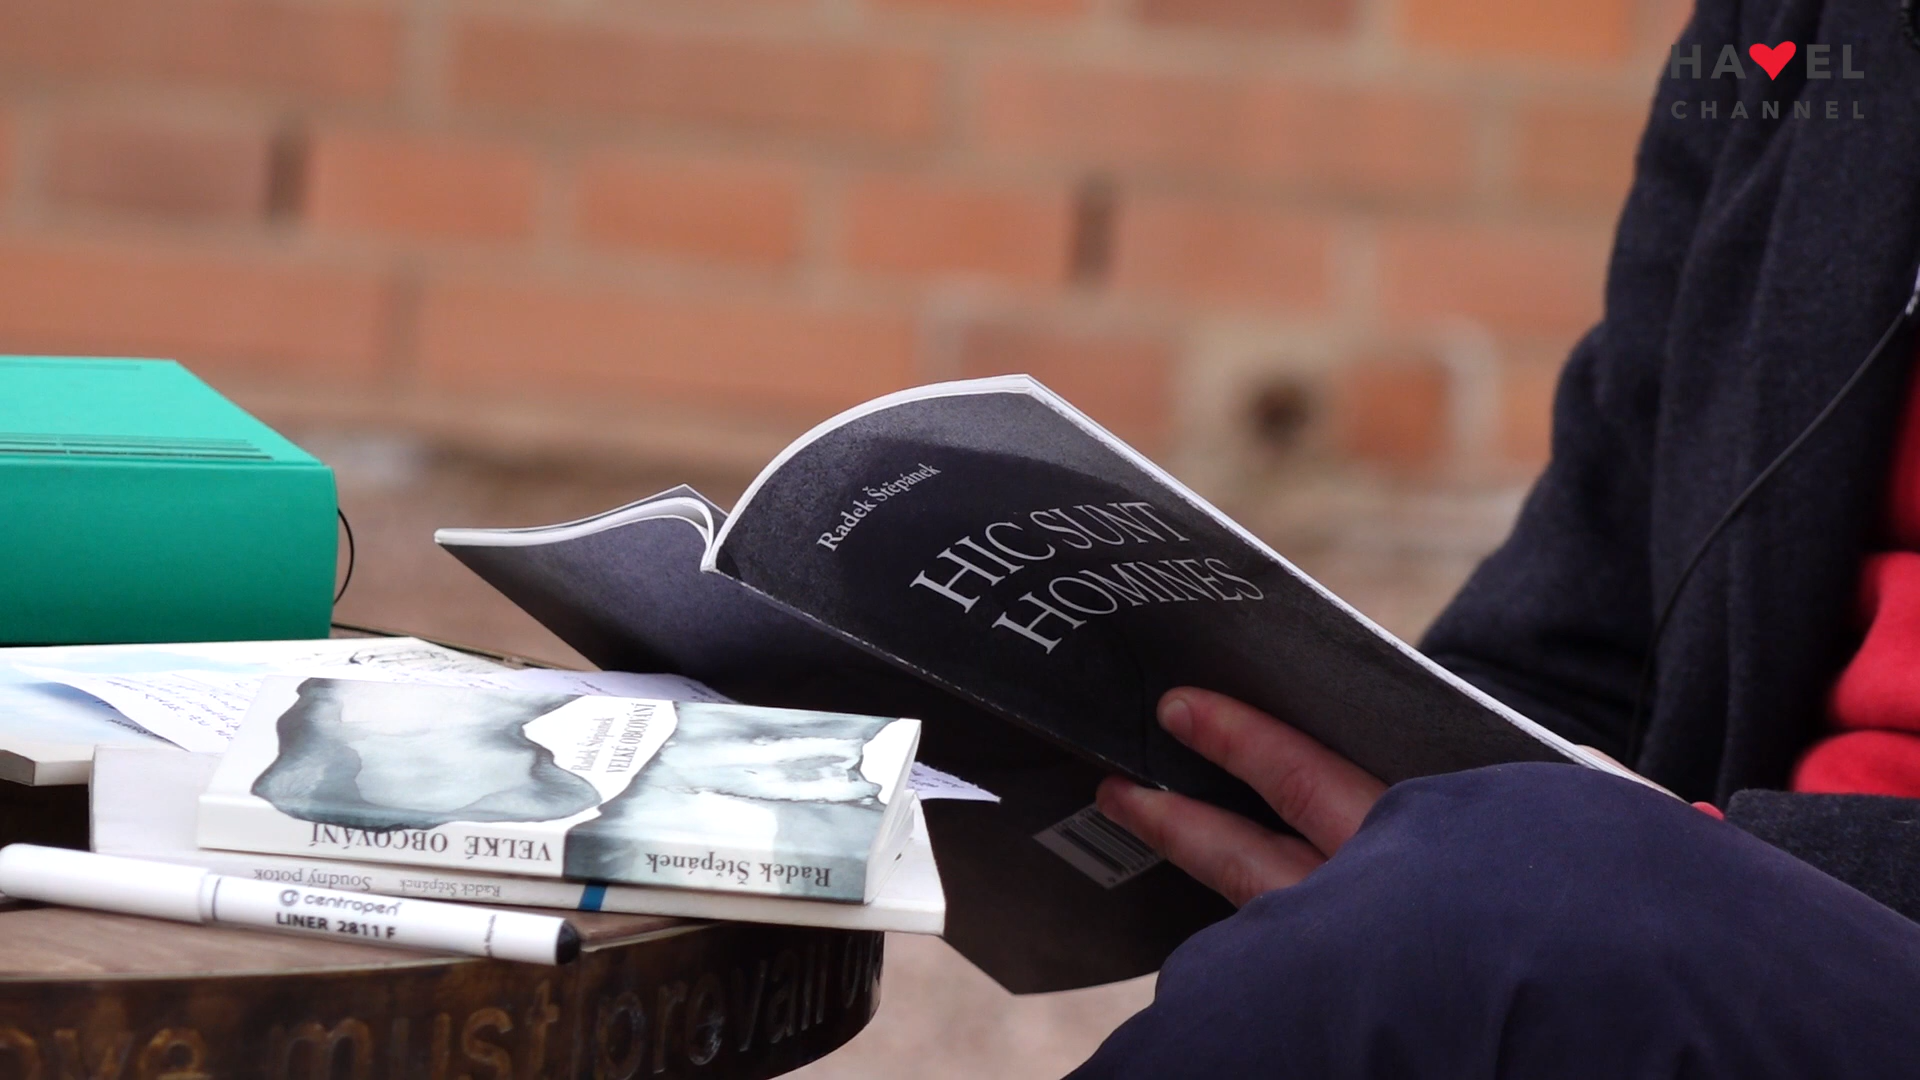 HAVEL
CHANNEL
Radek Štěpánek
HIC SUNT
HOMINES
Radek Štěpánek
VELKÉ OBCOVÁNÍ
Radek Štěpánek VELKÉ OBCOVÁNÍ
Radek Štěpánek Soudný potok
centropen
LINER 2811 F
ove must prevail